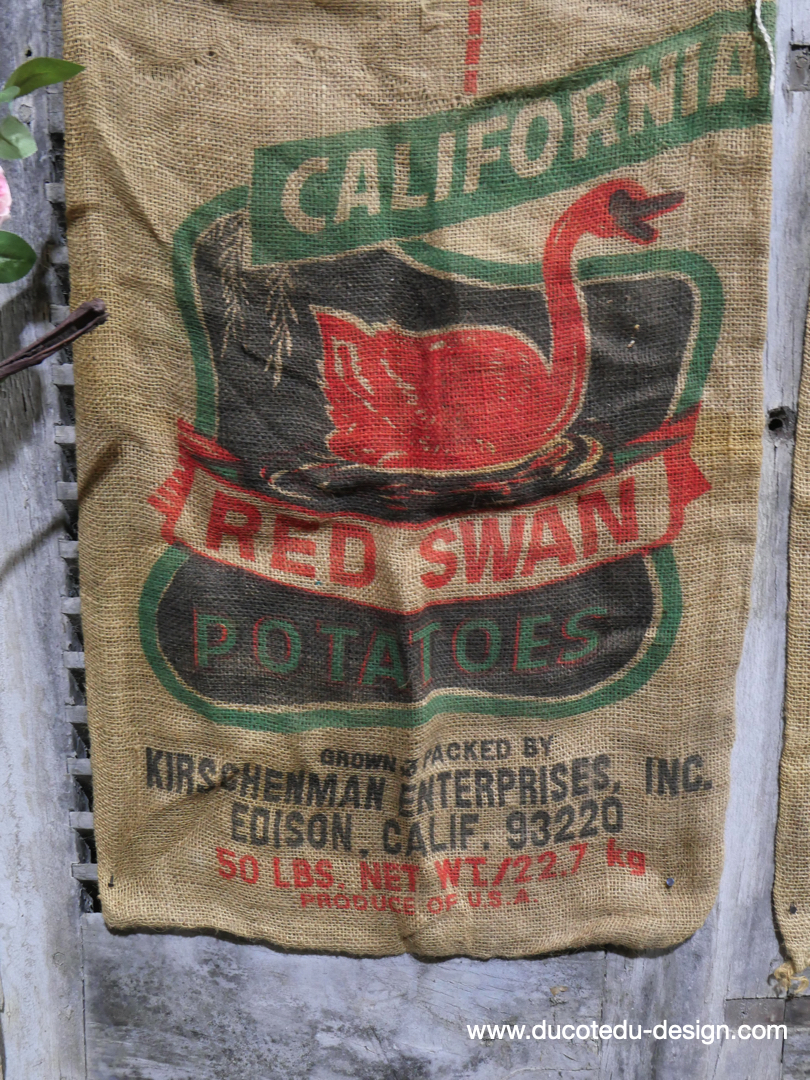 CALIFORNIA
RED SWAN
POTATOES
GROWN & PACKED BY
KIRSCHENMAN ENTERPRISES, INC.
EDISON, CALIF. 93220
50 LBS. NET WT./22.7 kg
PRODUCE OF U.S.A.
www.ducotedu-design.com